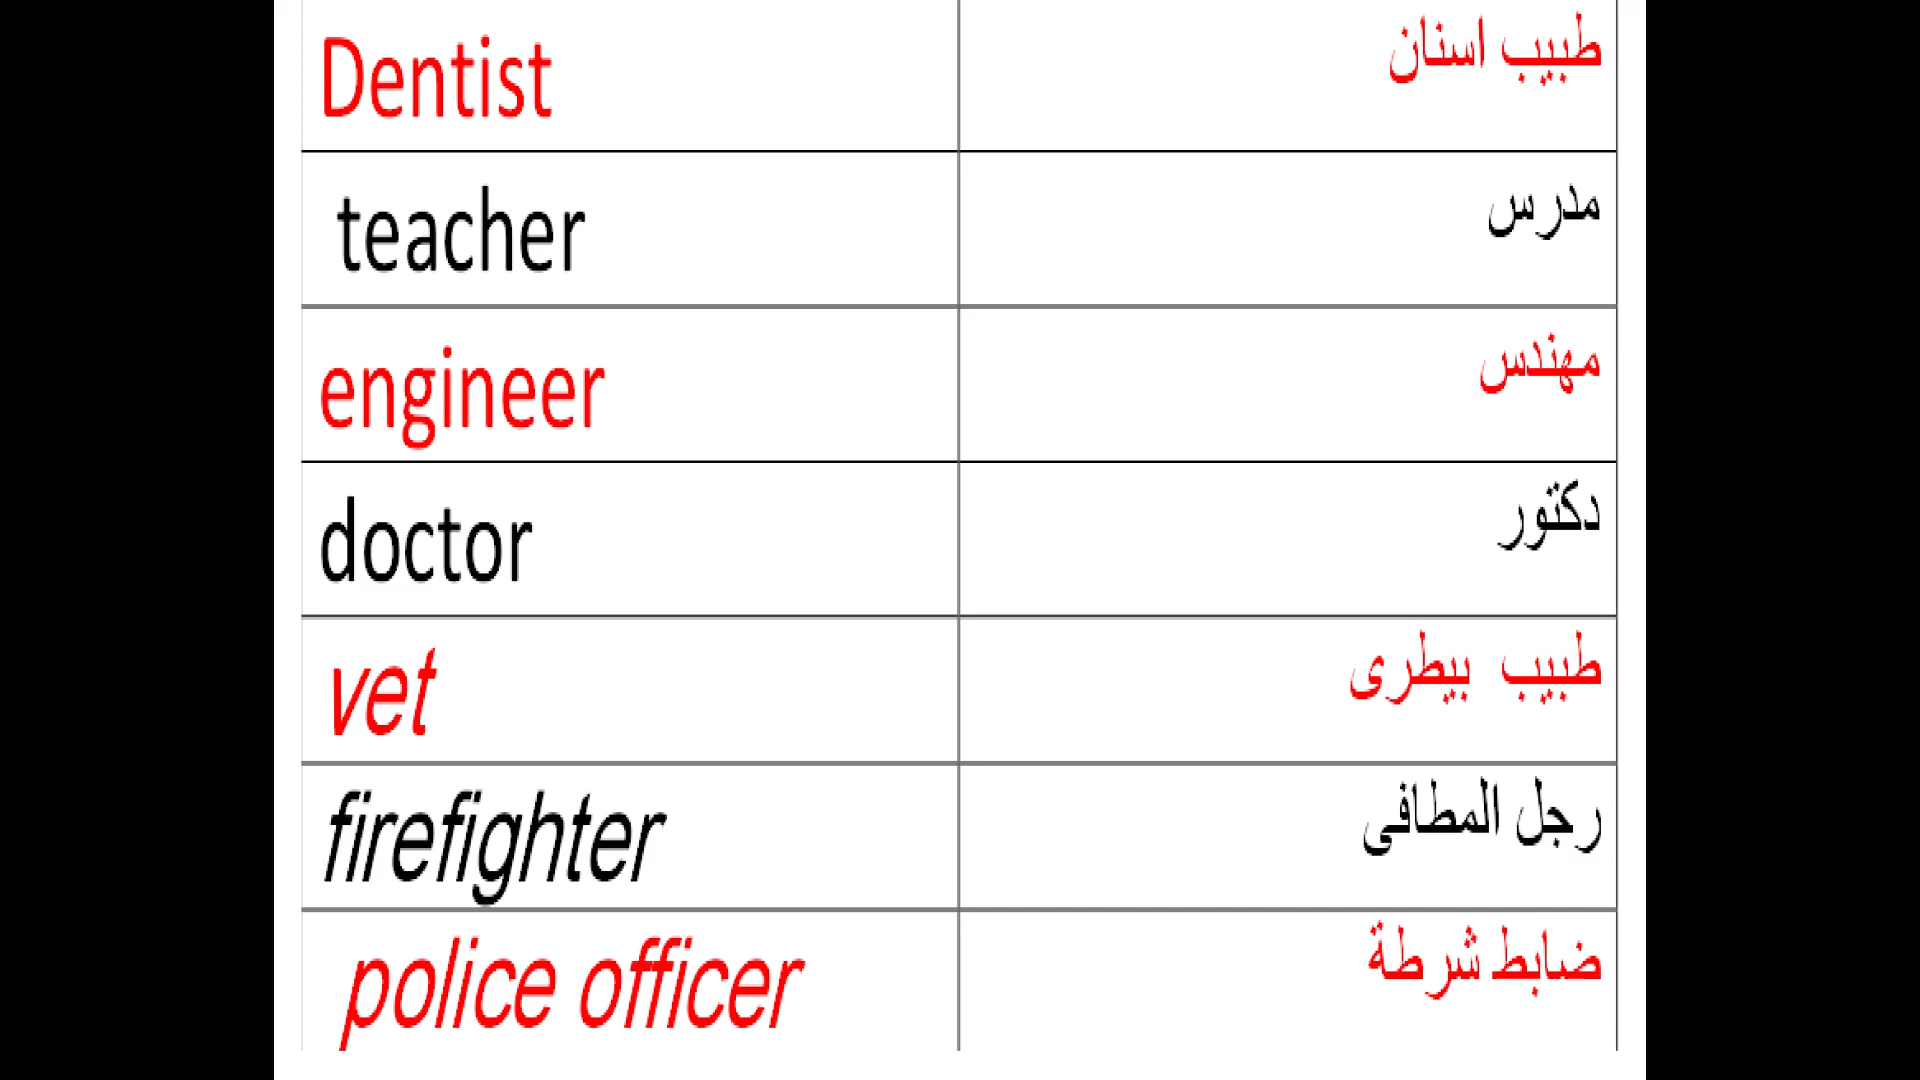 Dentist طبيب اسنان
teacher مدرس
engineer مهندس
doctor دكتور
vet طبيب بيطرى
firefighter رجل المطافى
police officer ضابط شرطة